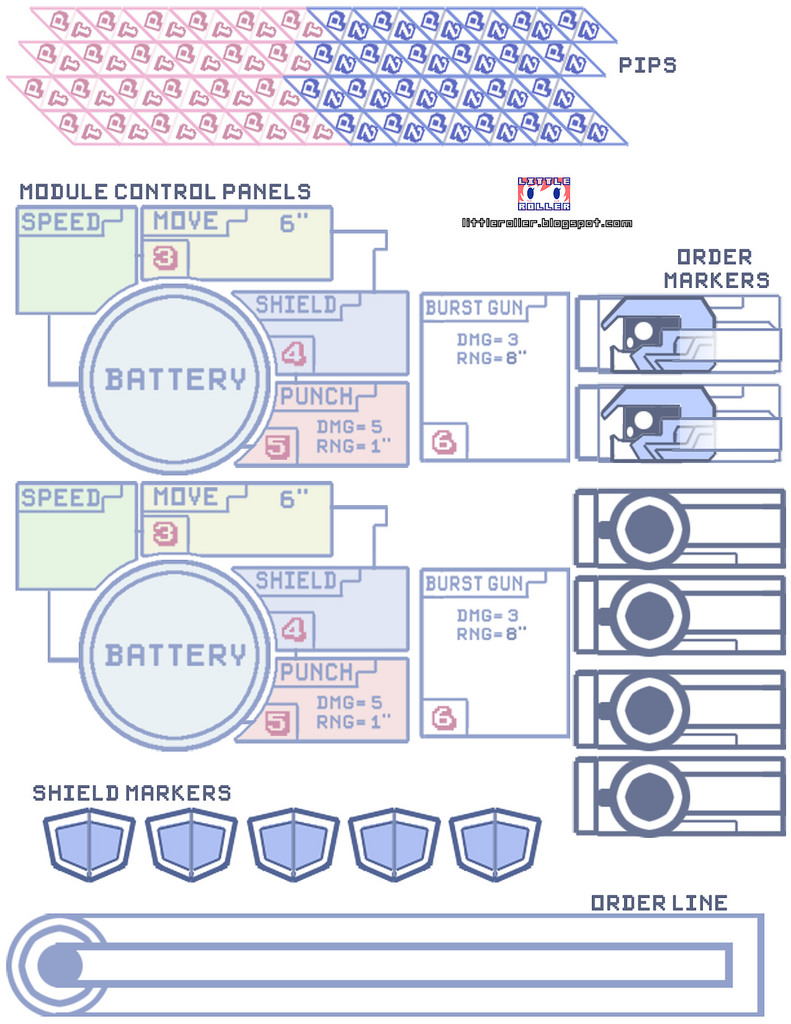 PIPS
MODULE CONTROL PANELS
LITTLE
ROLLER
littleroller.blogspot.com
SPEED
MOVE 6"
3
ORDER
MARKERS
SHIELD
4
BATTERY
PUNCH
DMG= 5
RNG= 1"
5
BURST GUN
DMG= 3
RNG= 8"
6
SPEED
MOVE 6"
3
SHIELD
4
BATTERY
PUNCH
DMG= 5
RNG= 1"
5
BURST GUN
DMG= 3
RNG= 8"
6
SHIELD MARKERS
ORDER LINE